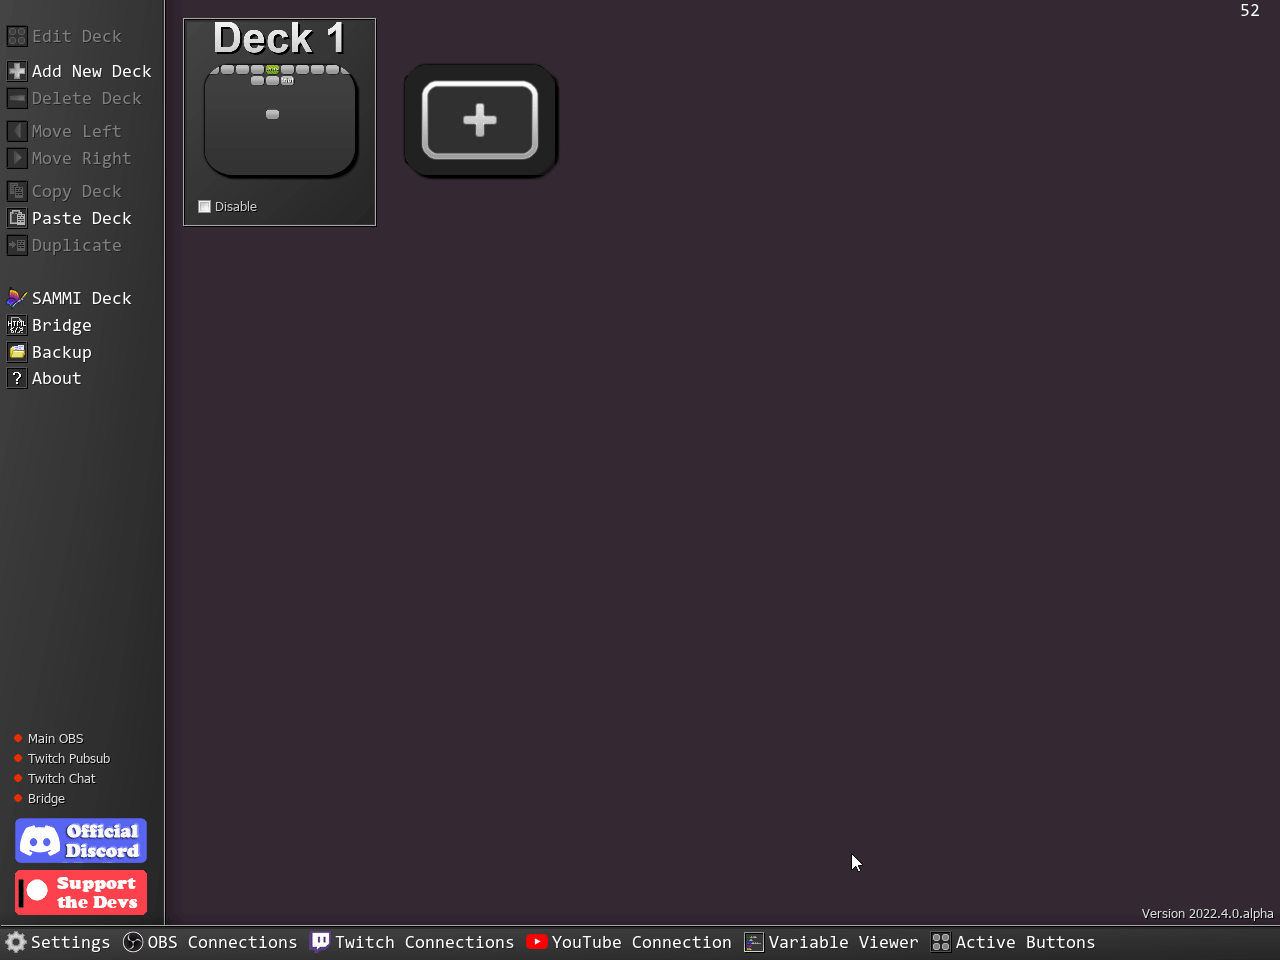 52
Edit Deck
Add New Deck
Delete Deck
Move Left
Move Right
Copy Deck
Paste Deck
Duplicate
SAMMI Deck
Bridge
Backup
? About
Deck 1
Disable
Main OBS
Twitch Pubsub
Twitch Chat
Bridge
Official
Discord
Support
the Devs
Version 2022.4.0.alpha
Settings
OBS Connections
Twitch Connections
YouTube Connection
Variable Viewer
Active Buttons